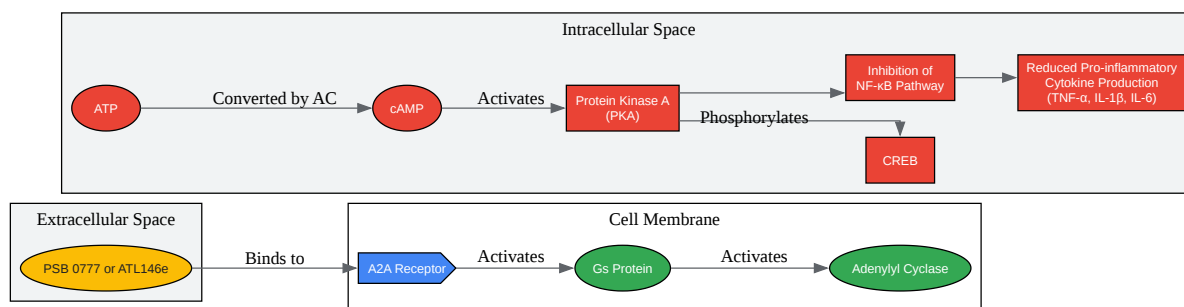 Intracellular Space
ATP
Converted by AC
cAMP
Activates
Protein Kinase A
(PKA)
Inhibition of
NF-κB Pathway
Reduced Pro-inflammatory
Cytokine Production
(TNF-α, IL-1β, IL-6)
Phosphorylates
CREB
Extracellular Space
PSB 0777 or ATL146e
Binds to
Cell Membrane
A2A Receptor
Activates
Gs Protein
Activates
Adenylyl Cyclase